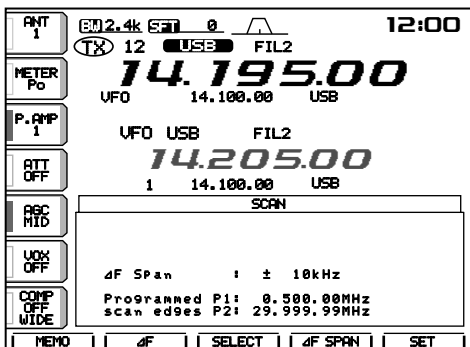 ANT
1
BW 2.4k SFT 0
12:00
TX 12 USB FIL2
METER
Po
14.195.00
VFO 14.100.00 USB
P.AMP
1
VFO USB FIL2
ATT
OFF
14.205.00
1 14.100.00 USB
AGC
MID
SCAN
VOX
OFF
⊿F SPan : ± 10kHz
COMP
OFF
WIDE
Programmed P1: 0.500.00MHz
scan edges P2: 29.999.99MHz
MEMO ⊿F SELECT ⊿F SPAN SET